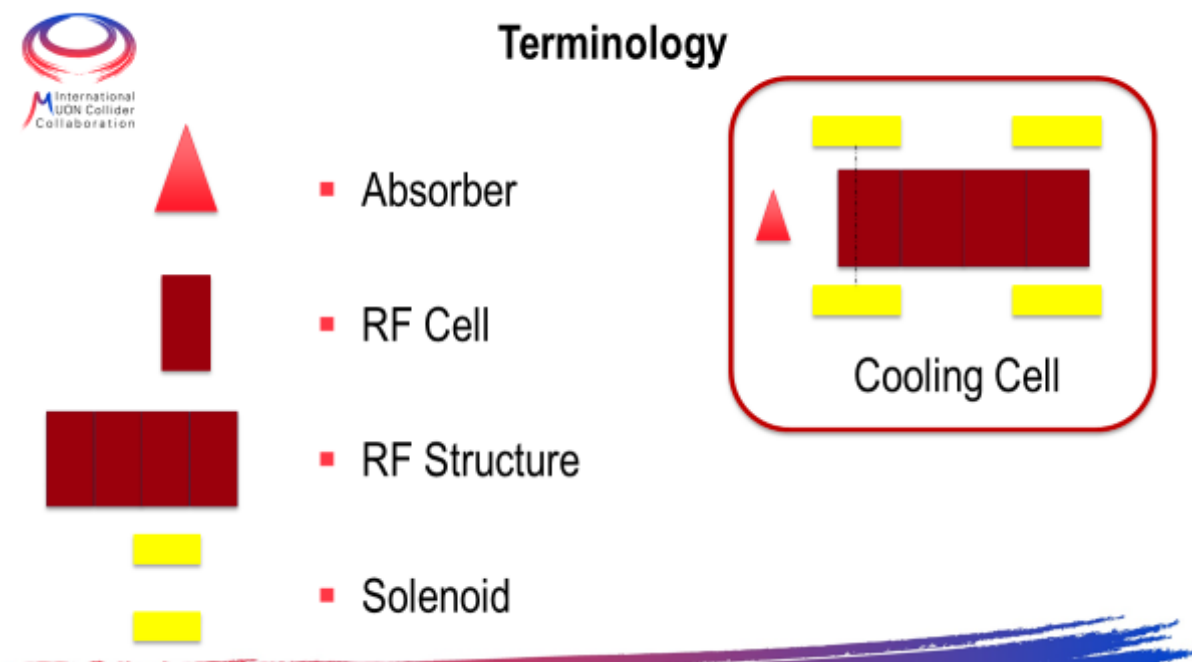 Terminology
International
MUON Collider
Collaboration
Absorber
RF Cell
RF Structure
Solenoid
Cooling Cell